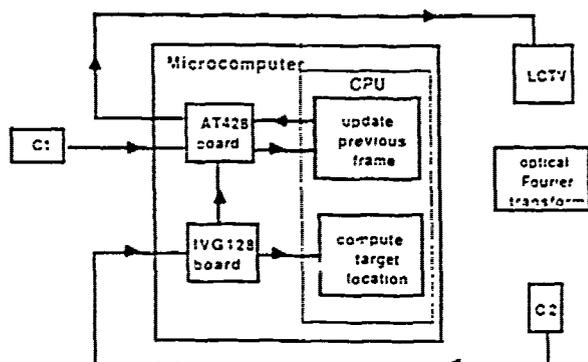 Microcomputer
LCTV
CPU
AT428
board
update
previous
frame
C1
optical
Fourier
transform
IVG128
board
compute
target
location
C2